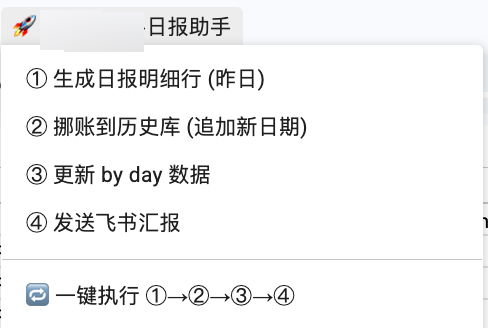 🚀 日报助手
① 生成日报明细行 (昨日)
② 挪账到历史库 (追加新日期)
③ 更新 by day 数据
④ 发送飞书汇报
🔁 一键执行 ①→②→③→④